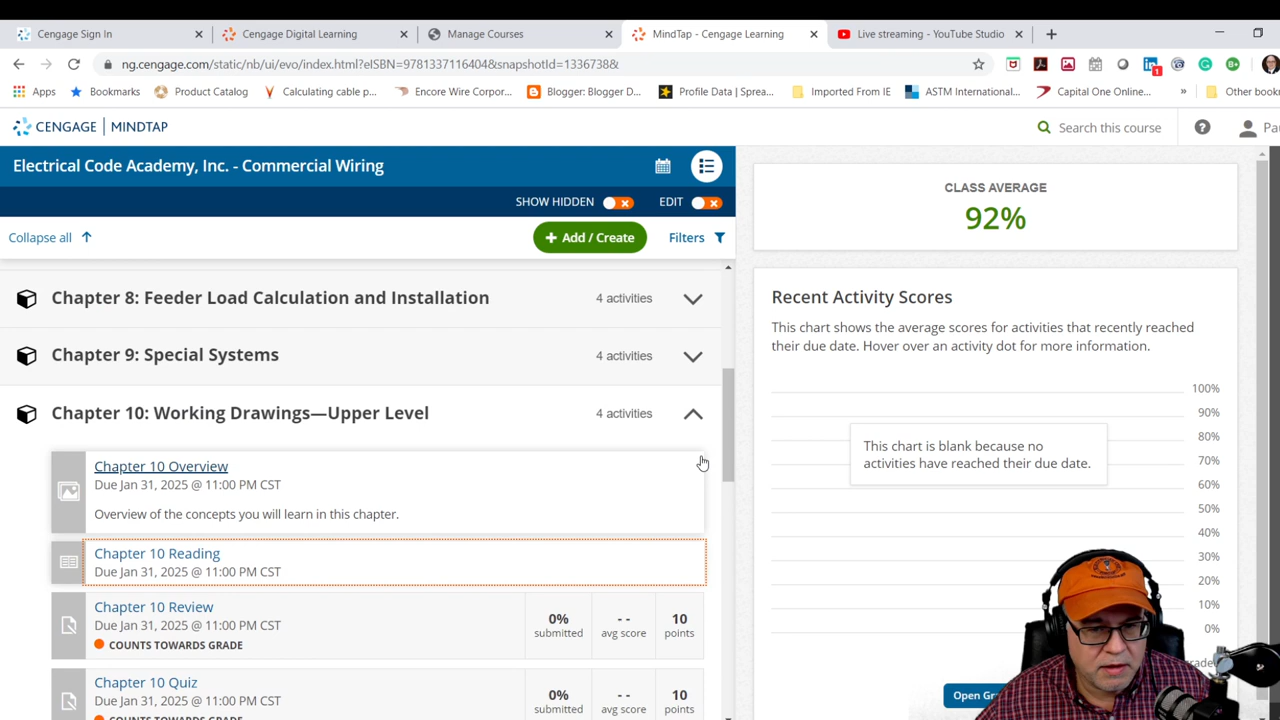 Cengage Sign In
Cengage Digital Learning
Manage Courses
MindTap - Cengage Learning
Live streaming - YouTube Studio
ng.cengage.com/static/nb/ui/evo/index.html?eISBN=9781337116404&snapshotId=1336738&
1
Apps
Bookmarks
Product Catalog
Calculating cable p...
Encore Wire Corpor...
Blogger: Blogger D...
Profile Data | Sprea...
Imported From IE
ASTM International...
Capital One Online...
»
Other book
CENGAGE | MINDTAP
Search this course
Electrical Code Academy, Inc. - Commercial Wiring
SHOW HIDDEN
EDIT
Collapse all
+ Add / Create
Filters
Chapter 8: Feeder Load Calculation and Installation
4 activities
Chapter 9: Special Systems
4 activities
Chapter 10: Working Drawings—Upper Level
4 activities
Chapter 10 Overview
Due Jan 31, 2025 @ 11:00 PM CST
Overview of the concepts you will learn in this chapter.
Chapter 10 Reading
Due Jan 31, 2025 @ 11:00 PM CST
Chapter 10 Review
Due Jan 31, 2025 @ 11:00 PM CST
COUNTS TOWARDS GRADE
0%
submitted
- -
avg score
10
points
Chapter 10 Quiz
Due Jan 31, 2025 @ 11:00 PM CST
COUNTS TOWARDS GRADE
0%
submitted
- -
avg score
10
points
CLASS AVERAGE
92%
Recent Activity Scores
This chart shows the average scores for activities that recently reached
their due date. Hover over an activity dot for more information.
100%
90%
80%
70%
60%
50%
40%
30%
20%
10%
0%
This chart is blank because no
activities have reached their due date.
Open Gr